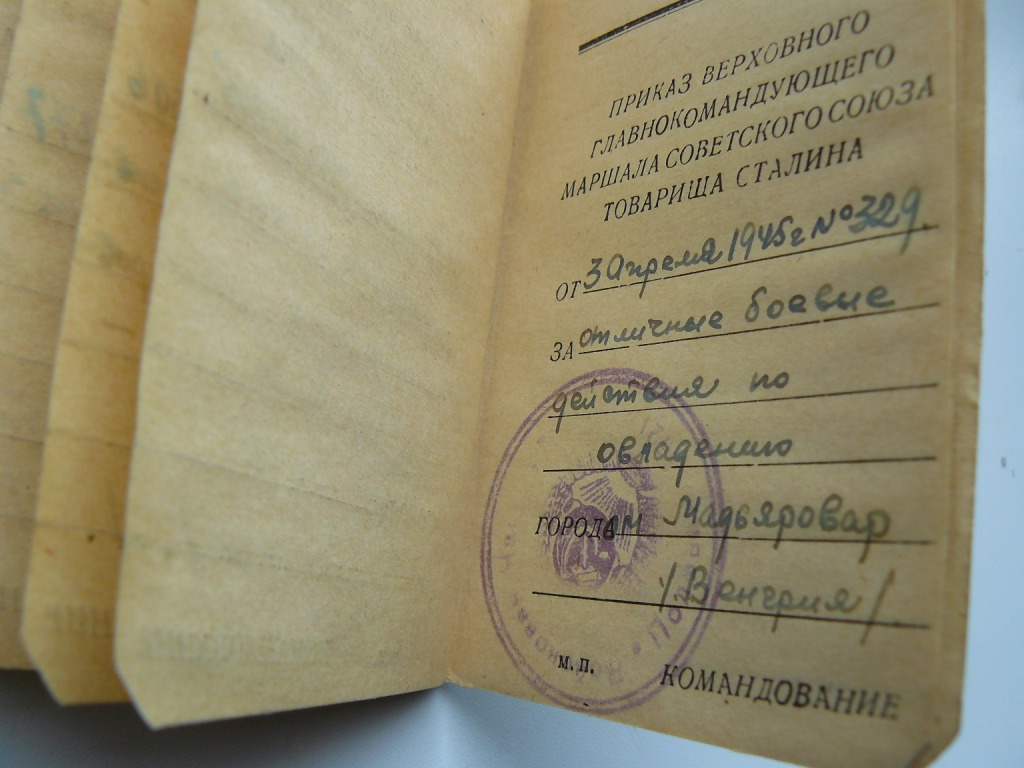 ПРИКАЗ ВЕРХОВНОГО
ГЛАВНОКОМАНДУЮЩЕГО
МАРШАЛА СОВЕТСКОГО СОЮЗА
ТОВАРИЩА СТАЛИНА
ОТ 3 Апреля 1945 г № 329.
ЗА отличные боевые
действия по
овладению
ГОРОДАм Мадьяровар
/Венгрия/
М. П.
КОМАНДОВАНИЕ